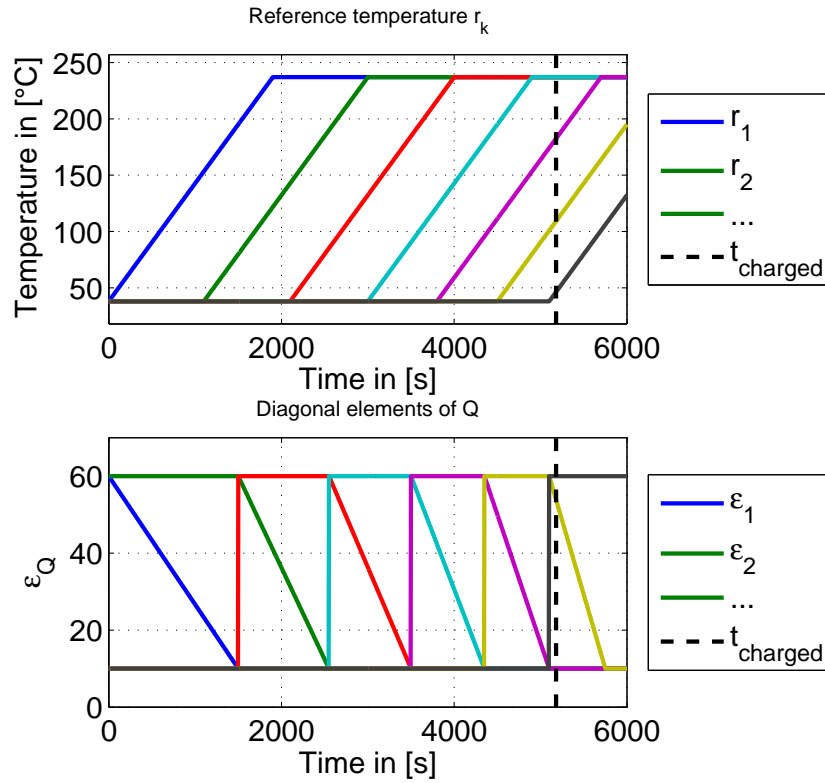 Reference temperature r_k
Temperature in [°C]
250
200
150
100
50
0
2000
4000
6000
Time in [s]
r_1
r_2
...
t_charged
Diagonal elements of Q
ε_Q
60
40
20
0
0
2000
4000
6000
Time in [s]
ε_1
ε_2
...
t_charged